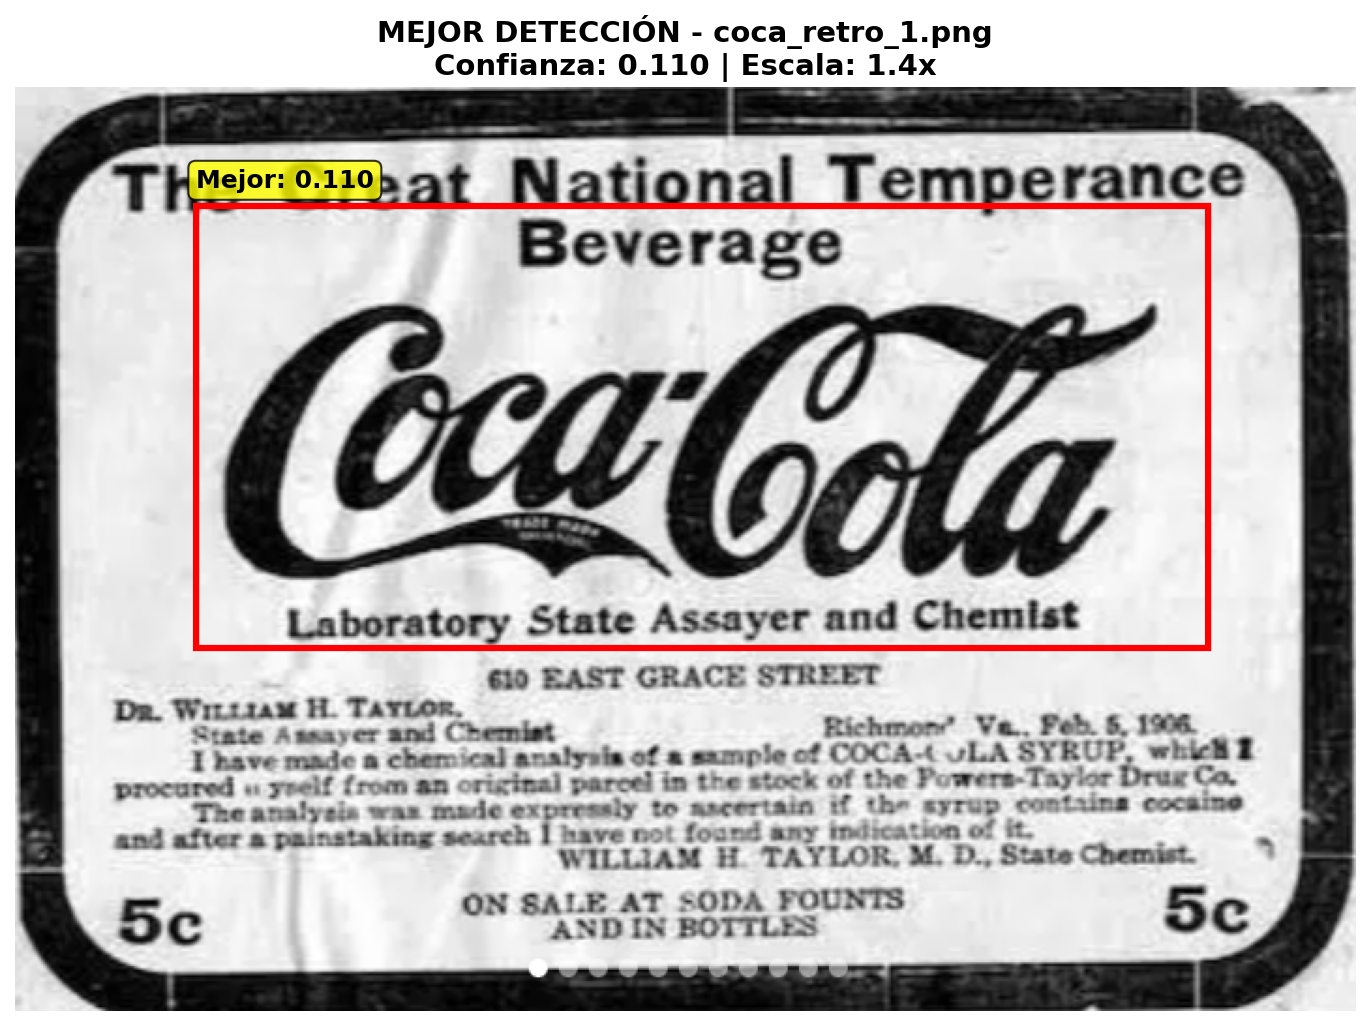 MEJOR DETECCIÓN - coca_retro_1.png
Confianza: 0.110 | Escala: 1.4x
Mejor: 0.110
The Great National Temperance
Beverage
Coca-Cola
TRADE MARK
Laboratory State Assayer and Chemist
610 EAST GRACE STREET
DR. WILLIAM H. TAYLOR,
State Assayer and Chemist
Richmond Va., Feb. 5, 1906.
I have made a chemical analysis of a sample of COCA-COLA SYRUP, which I
procured myself from an original parcel in the stock of the Powers-Taylor Drug Co.
The analysis was made expressly to ascertain if the syrup contains cocaine
and after a painstaking search I have not found any indication of it.
WILLIAM H. TAYLOR, M. D., State Chemist.
5c
ON SALE AT SODA FOUNTS
AND IN BOTTLES
5c